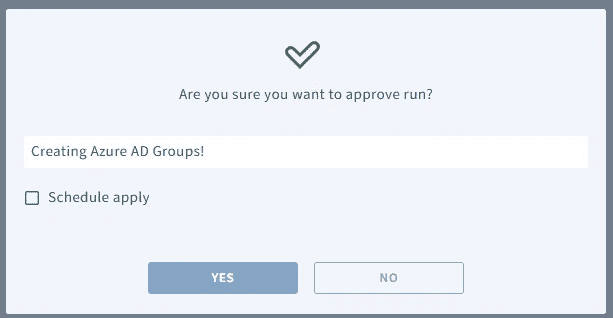 Are you sure you want to approve run?
Creating Azure AD Groups!
Schedule apply
YES
NO